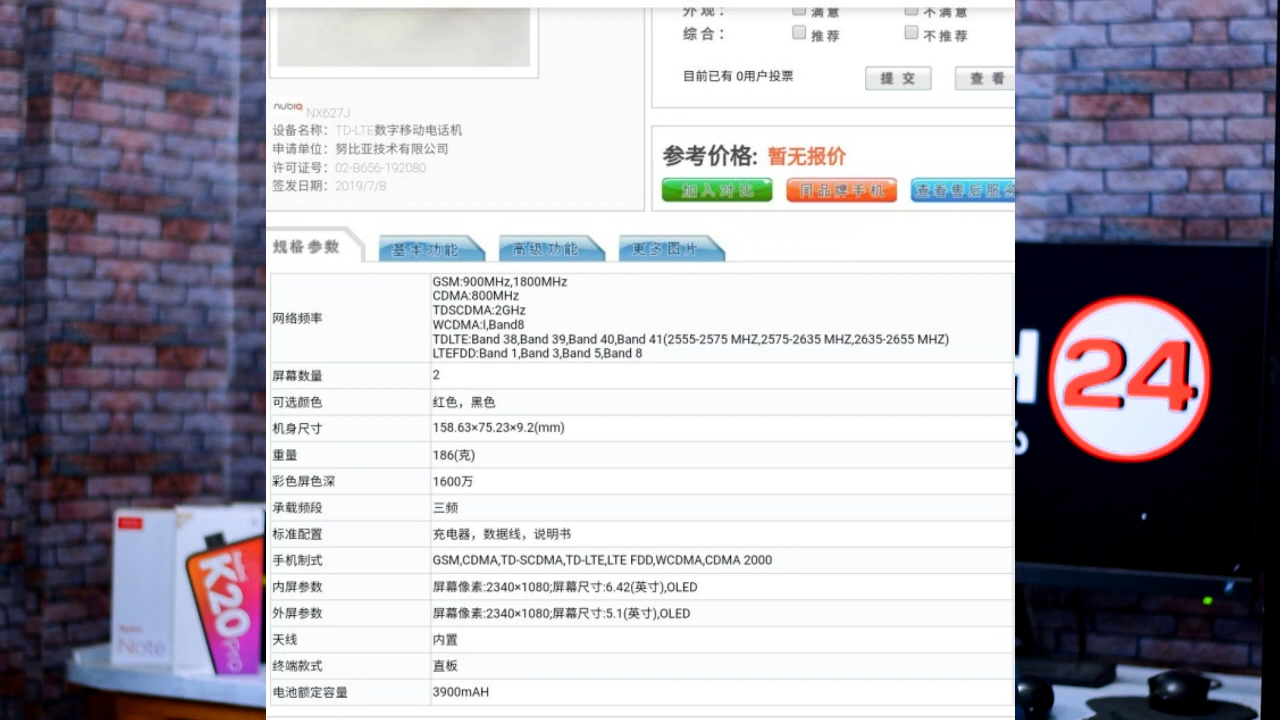 外观： 满意 不满意
综合： 推荐 不推荐
目前已有 0用户投票
提交 查看
nubia NX627J
设备名称：TD-LTE数字移动电话机
申请单位：努比亚技术有限公司
许可证号：02-B656-192080
签发日期：2019/7/8
参考价格: 暂无报价
加入对比 同品牌手机 查看售后服务
规格参数 基本功能 高级功能 更多图片
网络频率
GSM:900MHz,1800MHz
CDMA:800MHz
TDSCDMA:2GHz
WCDMA:I,Band8
TDLTE:Band 38,Band 39,Band 40,Band 41(2555-2575 MHZ,2575-2635 MHZ,2635-2655 MHZ)
LTEFDD:Band 1,Band 3,Band 5,Band 8
屏幕数量 2
可选颜色 红色，黑色
机身尺寸 158.63×75.23×9.2(mm)
重量 186(克)
彩色屏色深 1600万
承载频段 三频
标准配置 充电器，数据线，说明书
手机制式 GSM,CDMA,TD-SCDMA,TD-LTE,LTE FDD,WCDMA,CDMA 2000
内屏参数 屏幕像素:2340×1080;屏幕尺寸:6.42(英寸),OLED
外屏参数 屏幕像素:2340×1080;屏幕尺寸:5.1(英寸),OLED
天线 内置
终端款式 直板
电池额定容量 3900mAH
Note
K20 PRO
H 24